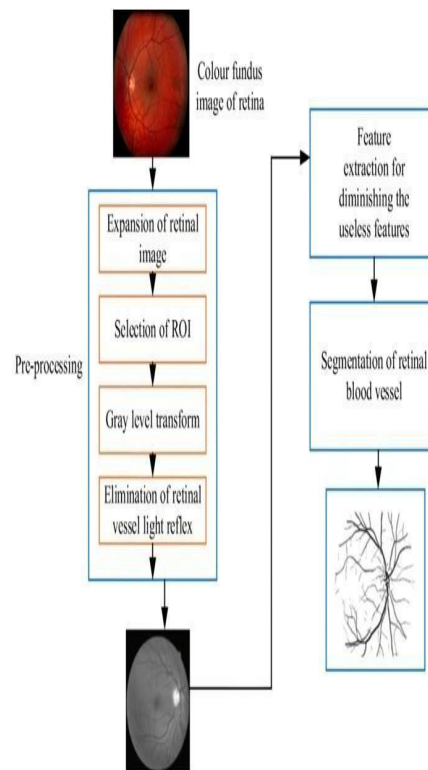 Colour fundus
image of retina
Expansion of retinal
image
Selection of ROI
Pre-processing
Gray level transform
Elimination of retinal
vessel light reflex
Feature
extraction for
diminishing the
useless features
Segmentation of retinal
blood vessel